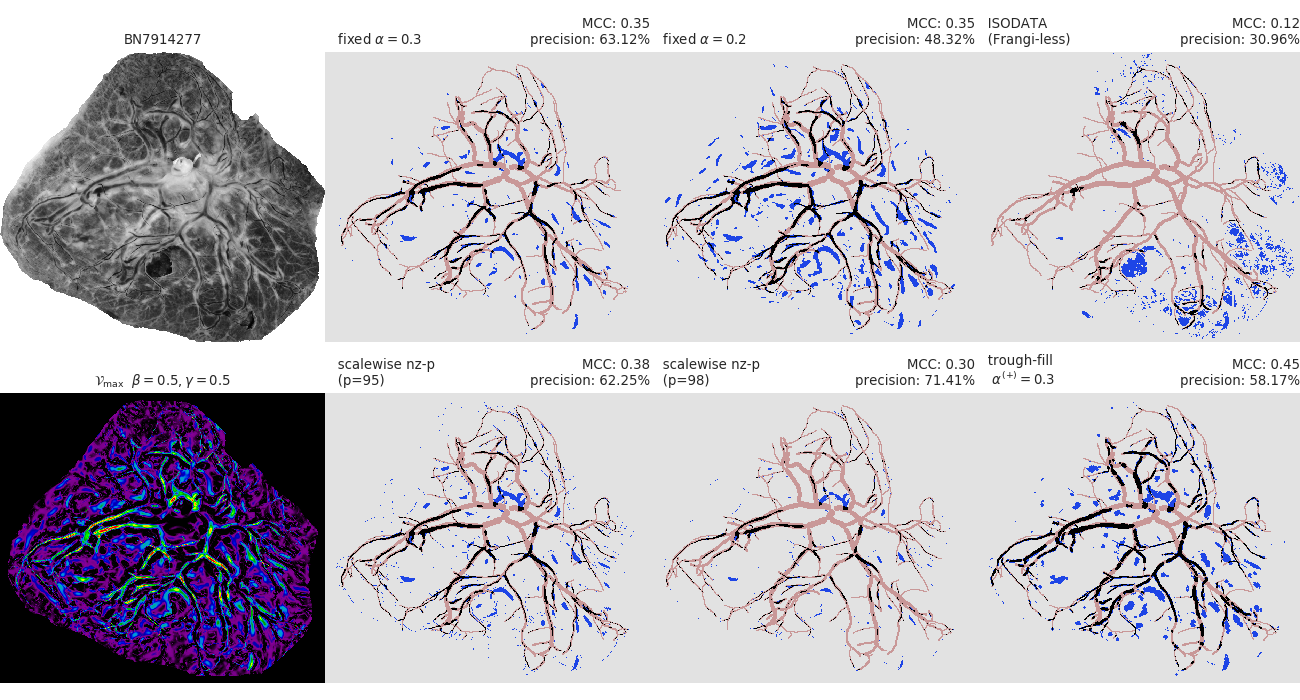 BN7914277
fixed α = 0.3
MCC: 0.35
precision: 63.12%
fixed α = 0.2
MCC: 0.35
precision: 48.32%
ISODATA
(Frangi-less)
MCC: 0.12
precision: 30.96%
𝒱max β = 0.5, γ = 0.5
scalewise nz-p
(p=95)
MCC: 0.38
precision: 62.25%
scalewise nz-p
(p=98)
MCC: 0.30
precision: 71.41%
trough-fill
α(+) = 0.3
MCC: 0.45
precision: 58.17%